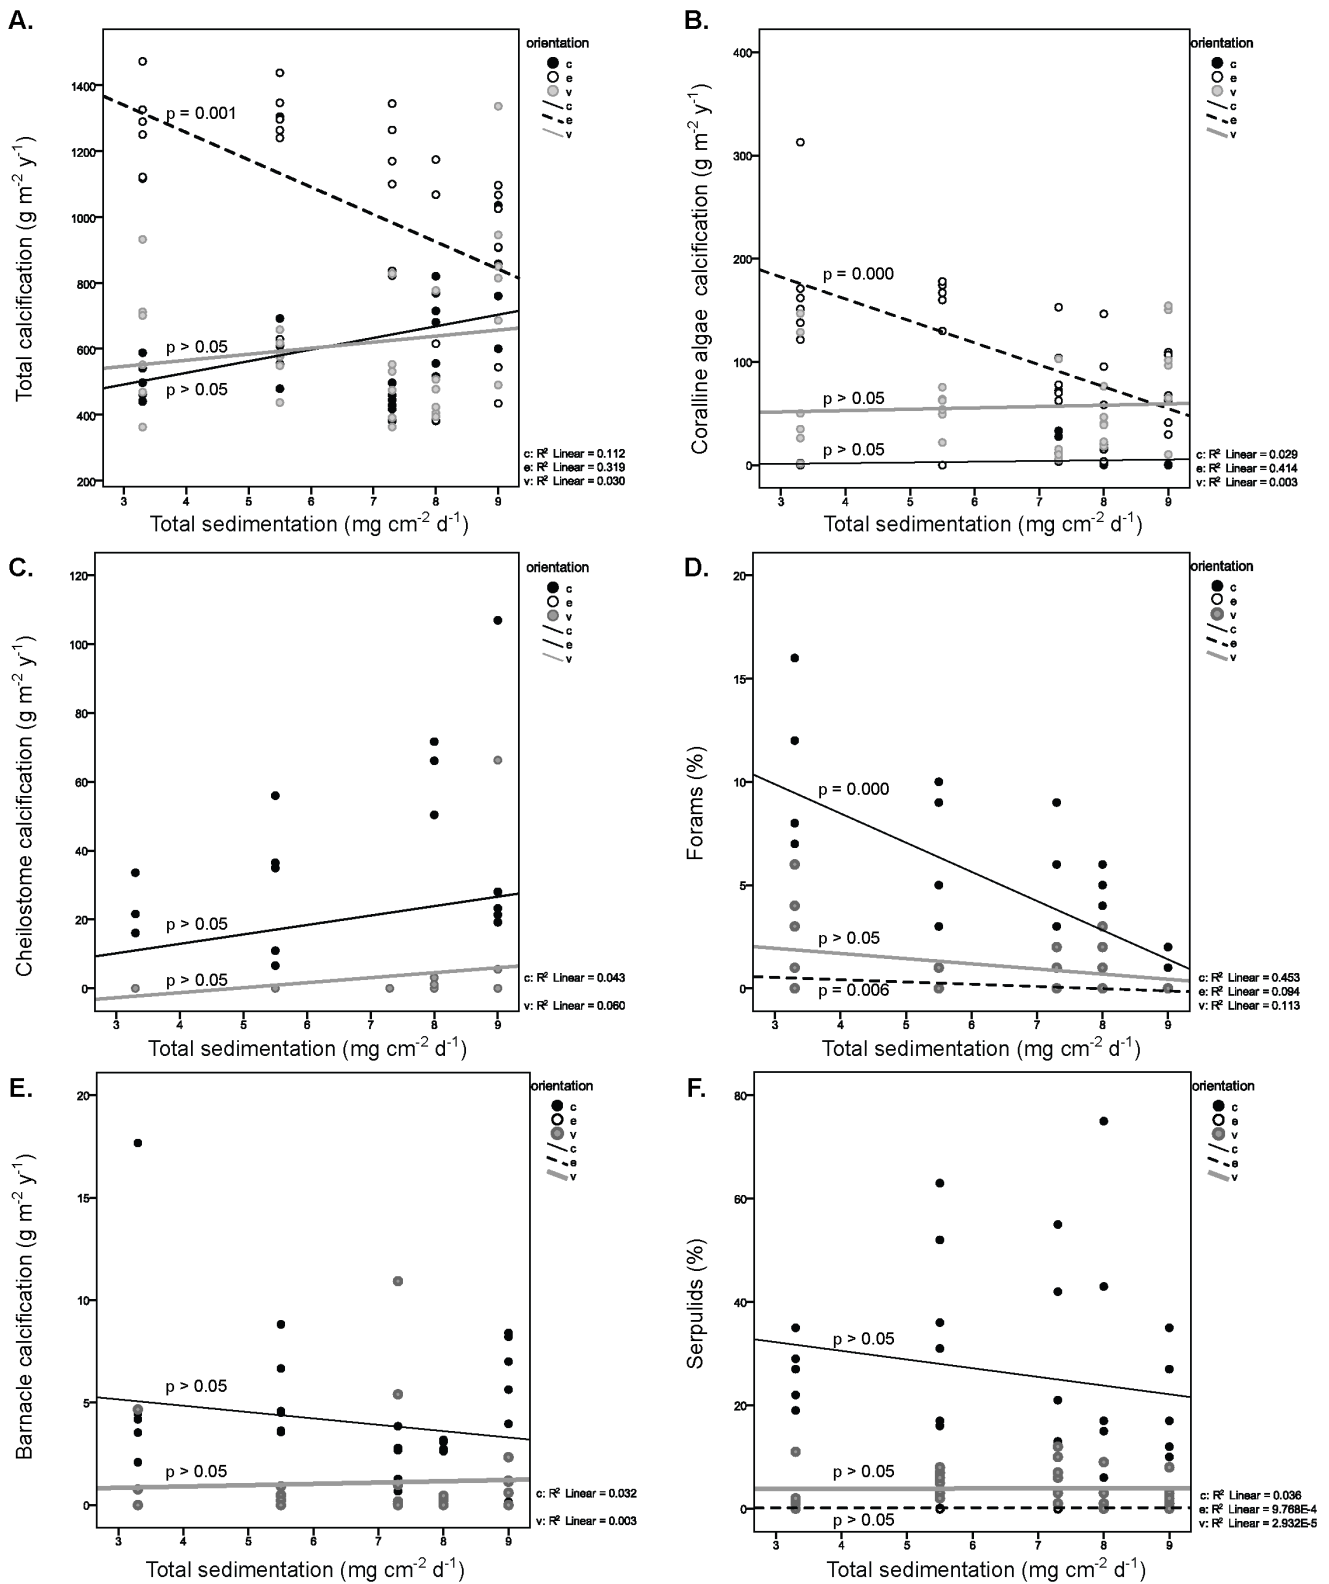 A.
orientation
c
e
v
c
e
v
1400
1200
1000
800
600
400
200
Total calcification (g m-2 y-1)
p = 0.001
p > 0.05
p > 0.05
c: R2 Linear = 0.112
e: R2 Linear = 0.319
v: R2 Linear = 0.030
3 4 5 6 7 8 9
Total sedimentation (mg cm-2 d-1)
B.
orientation
c
e
v
c
e
v
400
300
200
100
0
Coralline algae calcification (g m-2 y-1)
p = 0.000
p > 0.05
p > 0.05
c: R2 Linear = 0.029
e: R2 Linear = 0.414
v: R2 Linear = 0.003
3 4 5 6 7 8 9
Total sedimentation (mg cm-2 d-1)
C.
orientation
c
e
v
c
e
v
120
100
80
60
40
20
0
Cheilostome calcification (g m-2 y-1)
p > 0.05
p > 0.05
c: R2 Linear = 0.043
v: R2 Linear = 0.060
3 4 5 6 7 8 9
Total sedimentation (mg cm-2 d-1)
D.
orientation
c
e
v
c
e
v
20
15
10
5
0
Forams (%)
p = 0.000
p > 0.05
p = 0.006
c: R2 Linear = 0.453
e: R2 Linear = 0.094
v: R2 Linear = 0.113
3 4 5 6 7 8 9
Total sedimentation (mg cm-2 d-1)
E.
orientation
c
e
v
c
e
v
20
15
10
5
0
Barnacle calcification (g m-2 y-1)
p > 0.05
p > 0.05
c: R2 Linear = 0.032
v: R2 Linear = 0.003
3 4 5 6 7 8 9
Total sedimentation (mg cm-2 d-1)
F.
orientation
c
e
v
c
e
v
80
60
40
20
0
Serpulids (%)
p > 0.05
p > 0.05
p > 0.05
c: R2 Linear = 0.036
e: R2 Linear = 9.768E-4
v: R2 Linear = 2.932E-5
3 4 5 6 7 8 9
Total sedimentation (mg cm-2 d-1)